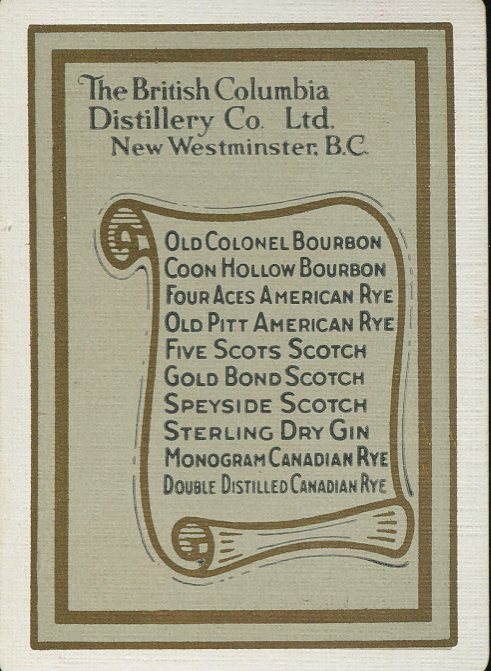 The British Columbia
Distillery Co. Ltd.
New Westminster, B.C.
Old Colonel Bourbon
Coon Hollow Bourbon
Four Aces American Rye
Old Pitt American Rye
Five Scots Scotch
Gold Bond Scotch
Speyside Scotch
Sterling Dry Gin
Monogram Canadian Rye
Double Distilled Canadian Rye